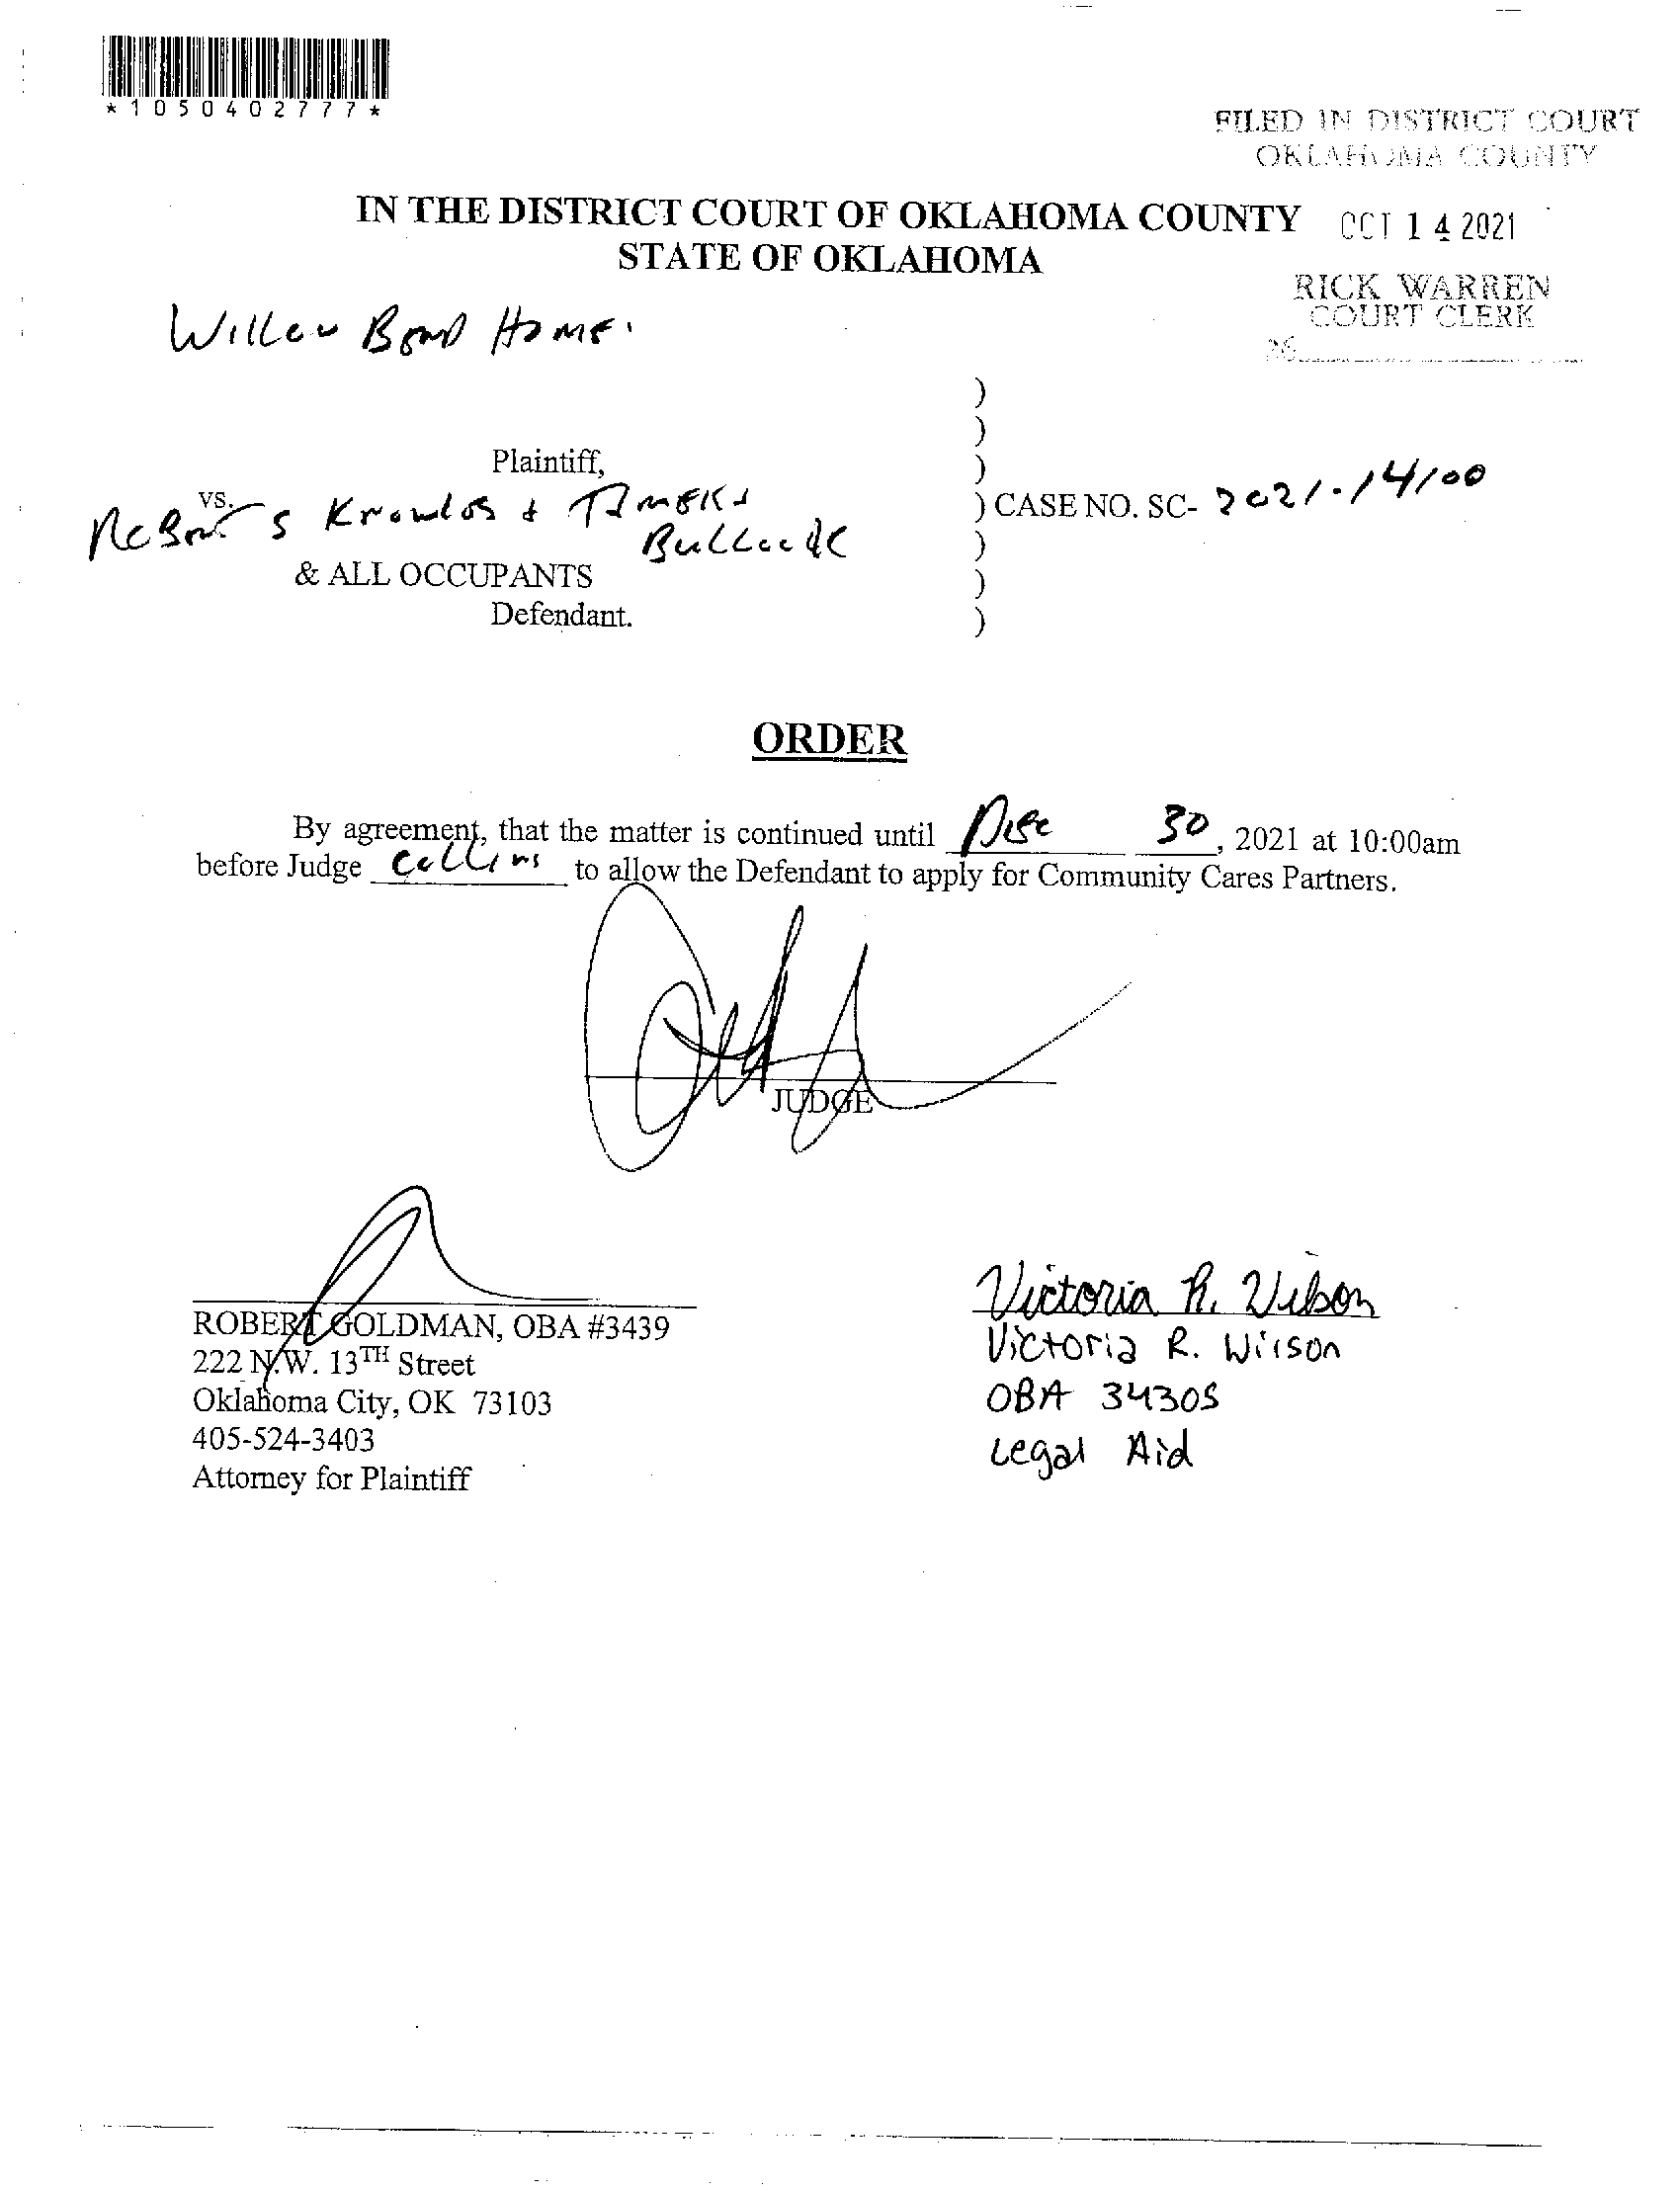 *1050402777*
FILED IN DISTRICT COURT
OKLAHOMA COUNTY
IN THE DISTRICT COURT OF OKLAHOMA COUNTY
OCT 14 2021
STATE OF OKLAHOMA
RICK WARREN
COURT CLERK
Willow Bend Home
)
)
Plaintiff,
)
vs.
S Knowles & Tameka
) CASE NO. SC- 2021-14100
Bullock
)
& ALL OCCUPANTS
)
Defendant.
)
ORDER
By agreement, that the matter is continued until Dec 30, 2021 at 10:00am
before Judge Collins to allow the Defendant to apply for Community Cares Partners.
JUDGE
ROBERT GOLDMAN, OBA #3439
222 N.W. 13TH Street
Oklahoma City, OK 73103
405-524-3403
Attorney for Plaintiff
Victoria R. Wilson
Victoria R. Wilson
OBA 34305
Legal Aid